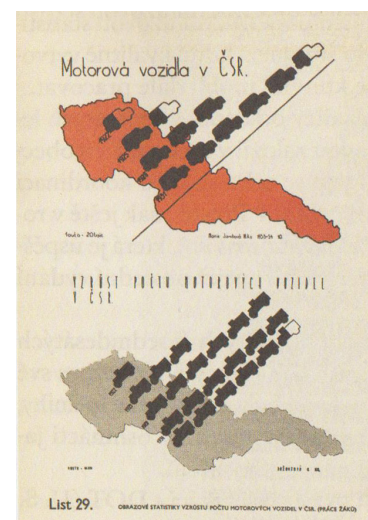 Motorová vozidla v ČSR.
VZRŮST POČTU MOTOROVÝCH VOZIDEL
V ČSR.
List 29.
OBRAZOVÉ STATISTIKY VZRŮSTU POČTU MOTOROVÝCH VOZIDEL V ČSR. (PRÁCE ŽÁKŮ)